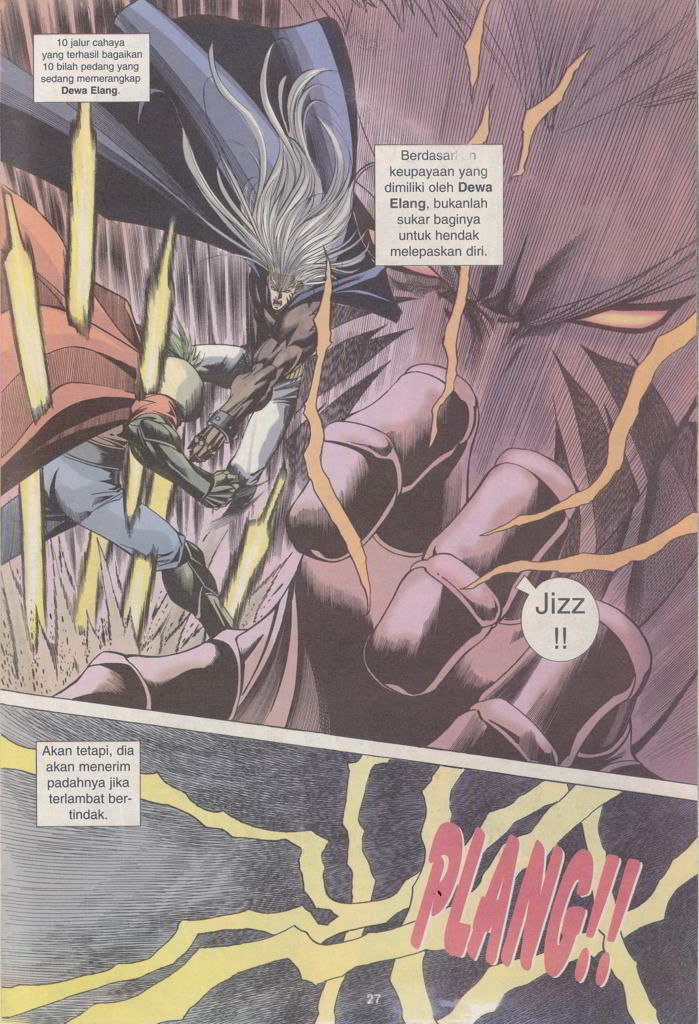 10 jalur cahaya
yang terhasil bagaikan
10 bilah pedang yang
sedang memerangkap
Dewa Elang.
keupayaan yang
dimiliki oleh Dewa
Elang, bukanlah
sukar baginya
untuk hendak
melepaskan diri.
Jizz
!!
Akan tetapi, dia
akan menerim
padahnya jika
terlambat ber-
tindak.
PLANG!!
27